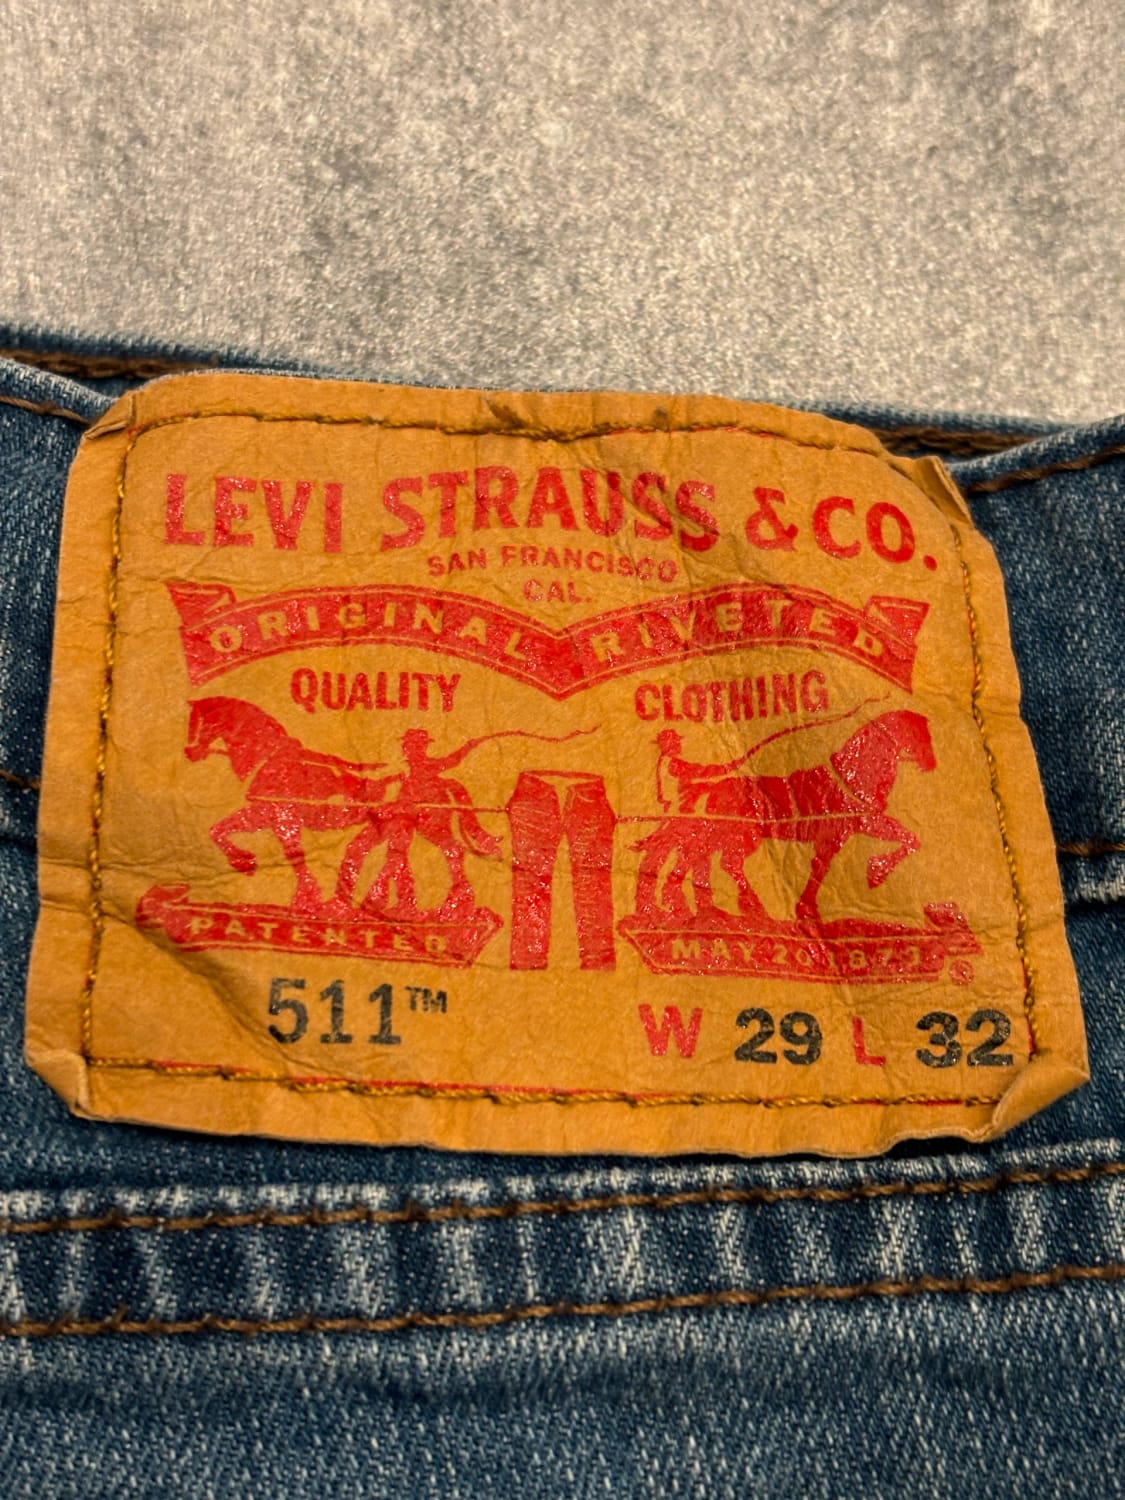 LEVI STRAUSS & CO.
SAN FRANCISCO
CAL.
ORIGINAL RIVETED
QUALITY CLOTHING
PATENTED MAY 20 1873
511™ W 29 L 32